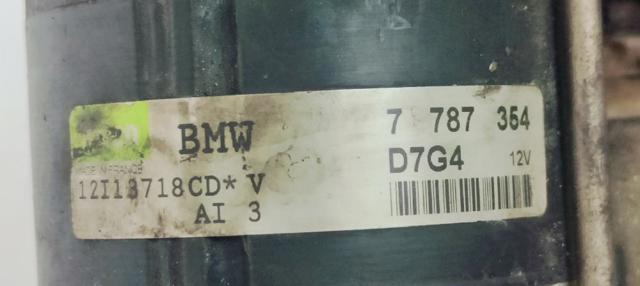 BMW
7 787 354
MADE IN FRANCE
D7G4
12V
12I13718CD* V
AI 3